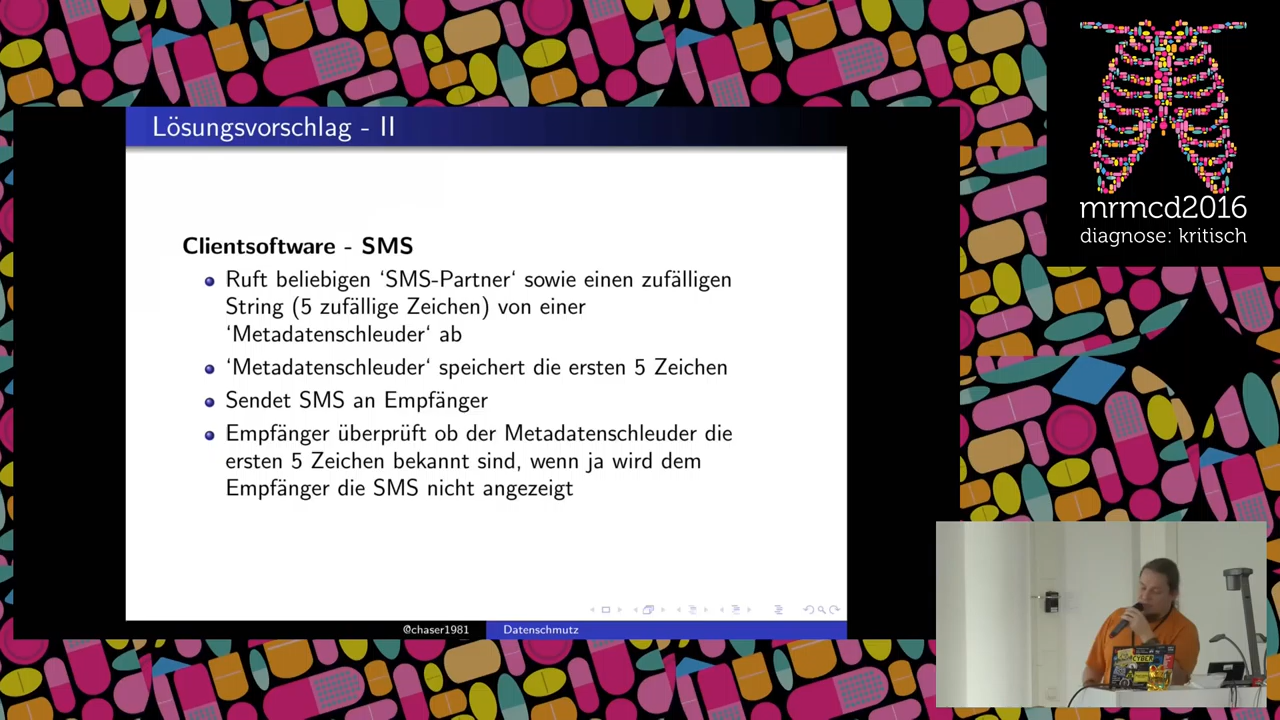 Lösungsvorschlag - II
Clientsoftware - SMS
Ruft beliebigen ‘SMS-Partner‘ sowie einen zufälligen
String (5 zufällige Zeichen) von einer
‘Metadatenschleuder‘ ab
‘Metadatenschleuder‘ speichert die ersten 5 Zeichen
Sendet SMS an Empfänger
Empfänger überprüft ob der Metadatenschleuder die
ersten 5 Zeichen bekannt sind, wenn ja wird dem
Empfänger die SMS nicht angezeigt
@chaser1981
Datenschmutz
mrmcd2016
diagnose: kritisch
CYBER